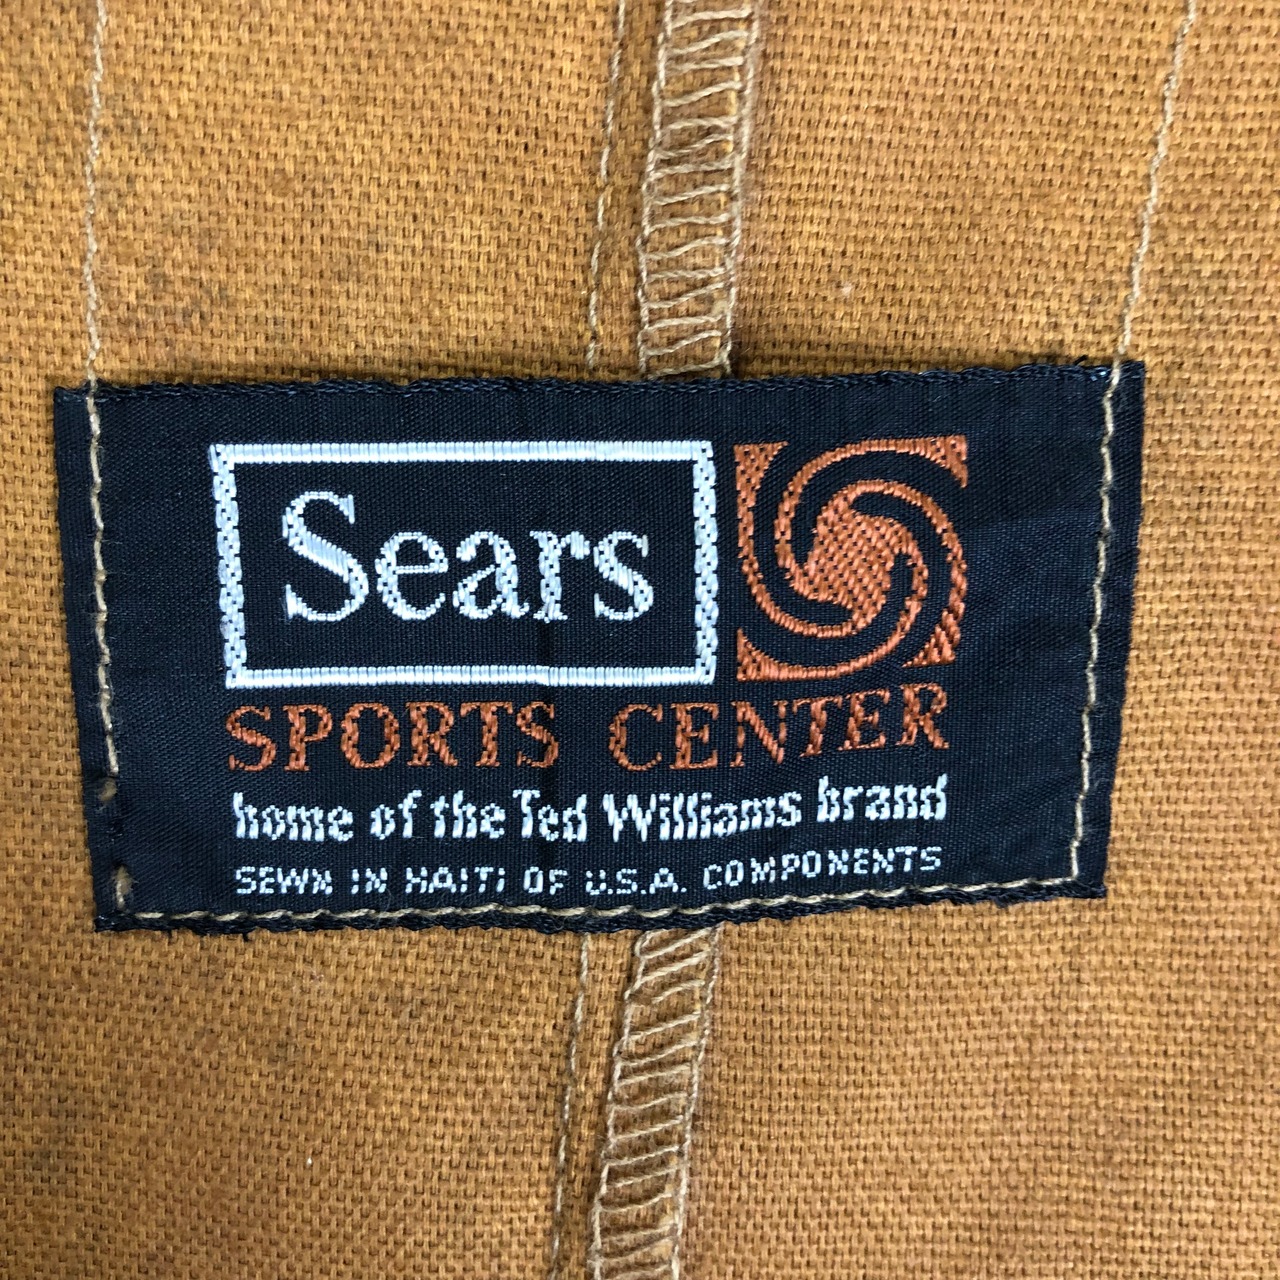 Sears
SPORTS CENTER
home of the Ted Williams brand
SEWN IN HAITI OF U.S.A. COMPONENTS